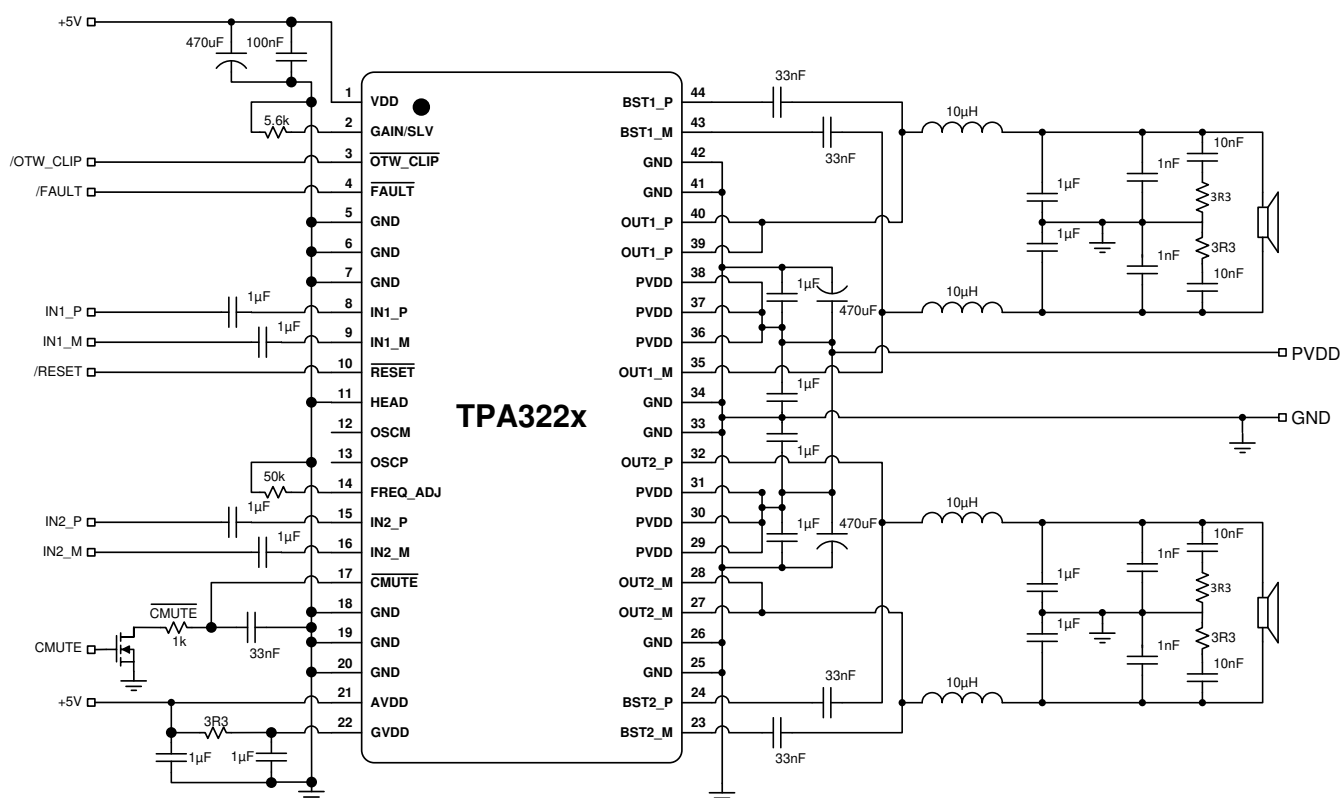 +5V
470uF
100nF
5.6k
/OTW_CLIP
/FAULT
1µF
IN1_P
1µF
IN1_M
/RESET
50k
1µF
IN2_P
1µF
IN2_M
CMUTE
1k
33nF
CMUTE
+5V
3R3
1µF
1µF
TPA322x
1 VDD
2 GAIN/SLV
3 OTW_CLIP
4 FAULT
5 GND
6 GND
7 GND
8 IN1_P
9 IN1_M
10 RESET
11 HEAD
12 OSCM
13 OSCP
14 FREQ_ADJ
15 IN2_P
16 IN2_M
17 CMUTE
18 GND
19 GND
20 GND
21 AVDD
22 GVDD
BST1_P 44
BST1_M 43
GND 42
GND 41
OUT1_P 40
OUT1_P 39
PVDD 38
PVDD 37
PVDD 36
OUT1_M 35
GND 34
GND 33
OUT2_P 32
PVDD 31
PVDD 30
PVDD 29
OUT2_M 28
OUT2_M 27
GND 26
GND 25
BST2_P 24
BST2_M 23
33nF
33nF
10µH
10nF
1nF
1µF
3R3
1µF
3R3
1nF
10nF
10µH
1µF
470uF
PVDD
1µF
GND
1µF
1µF
470uF
10µH
10nF
1nF
1µF
3R3
1µF
3R3
1nF
10nF
10µH
33nF
33nF